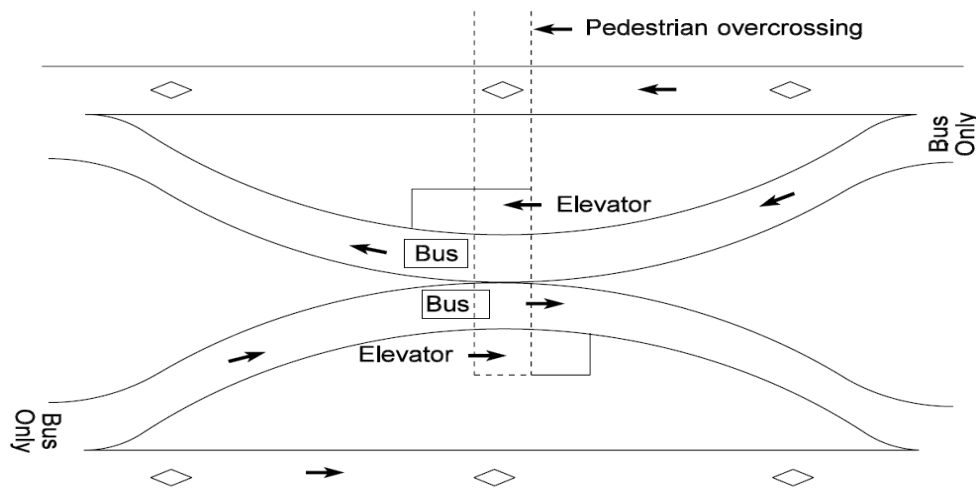 Pedestrian overcrossing
Bus
Only
Elevator
Bus
Bus
Elevator
Bus
Only